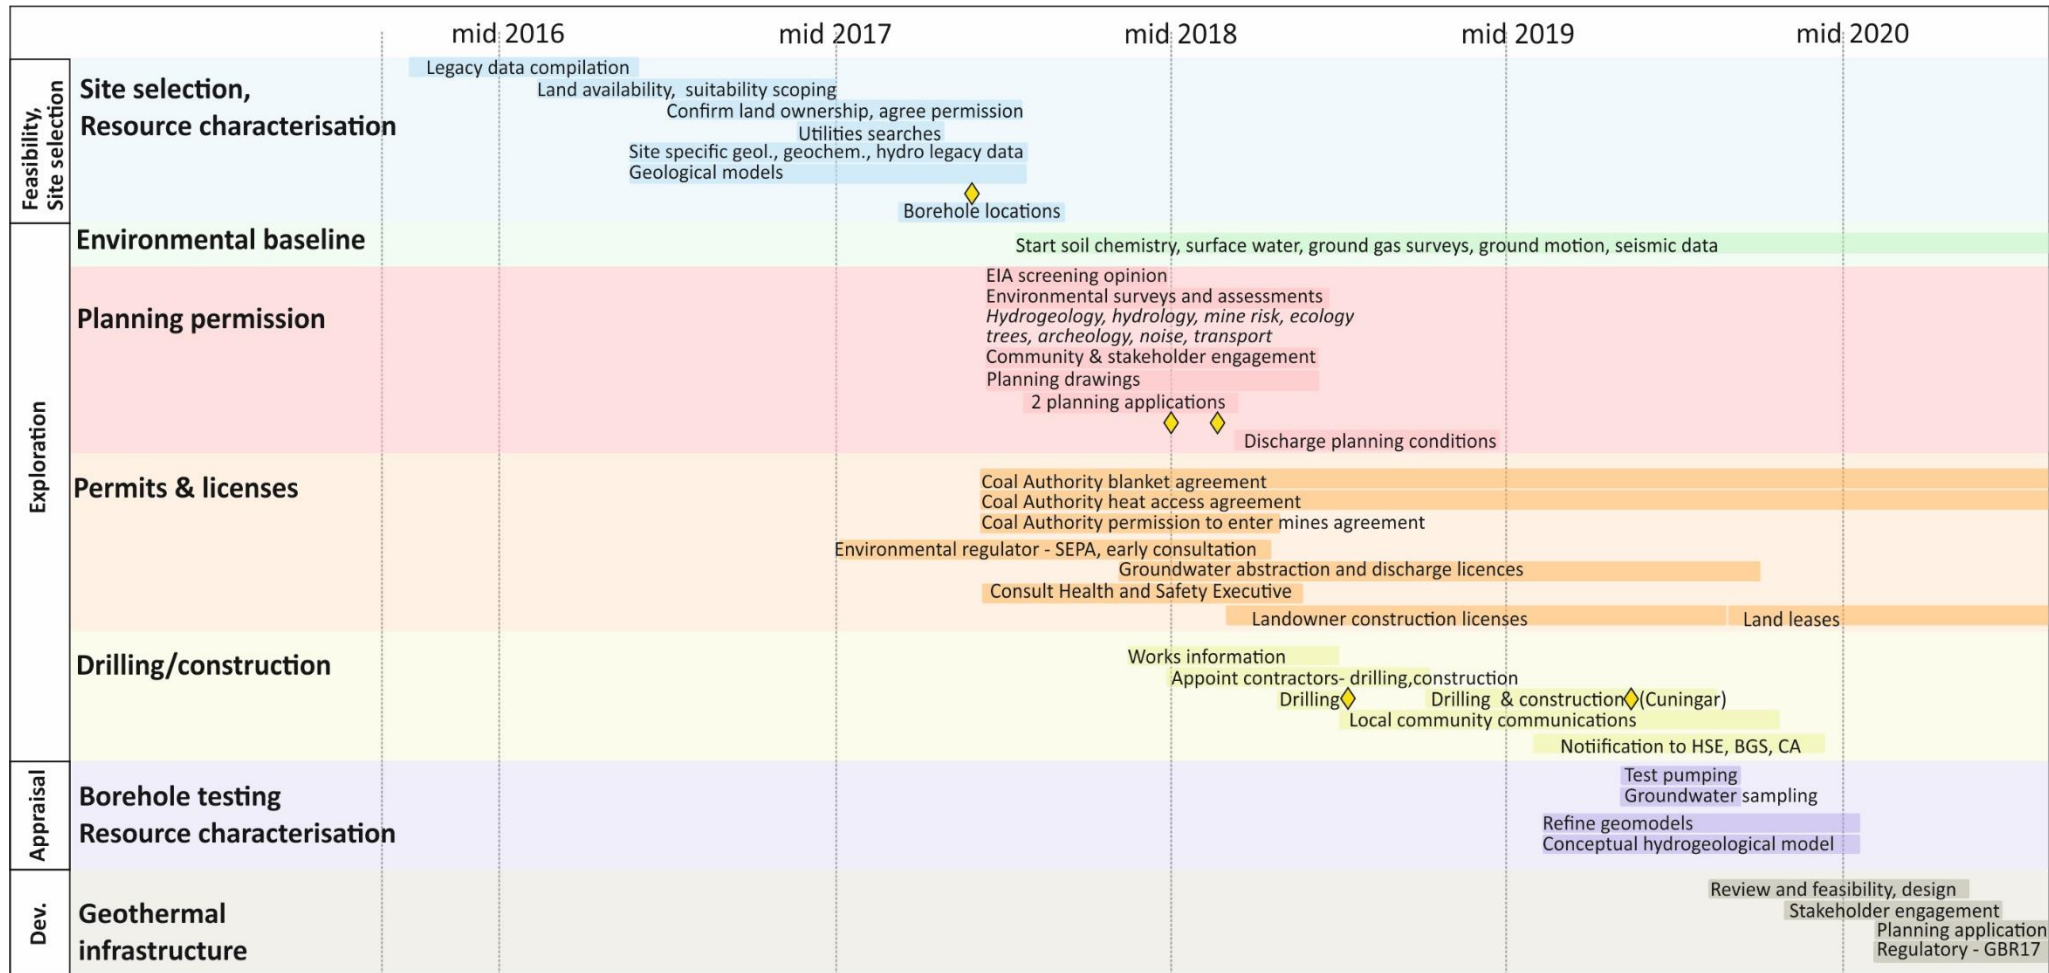 mid 2016 mid 2017 mid 2018 mid 2019 mid 2020
Feasibility,
Site selection
Site selection,
Resource characterisation
Legacy data compilation
Land availability, suitability scoping
Confirm land ownership, agree permission
Utilities searches
Site specific geol., geochem., hydro legacy data
Geological models
Borehole locations
Exploration
Environmental baseline
Start soil chemistry, surface water, ground gas surveys, ground motion, seismic data
Planning permission
EIA screening opinion
Environmental surveys and assessments
Hydrogeology, hydrology, mine risk, ecology
trees, archeology, noise, transport
Community & stakeholder engagement
Planning drawings
2 planning applications
Discharge planning conditions
Permits & licenses
Coal Authority blanket agreement
Coal Authority heat access agreement
Coal Authority permission to enter mines agreement
Environmental regulator - SEPA, early consultation
Groundwater abstraction and discharge licences
Consult Health and Safety Executive
Landowner construction licenses Land leases
Drilling/construction
Works information
Appoint contractors- drilling,construction
Drilling Drilling & construction (Cuningar)
Local community communications
Notiification to HSE, BGS, CA
Appraisal
Borehole testing
Resource characterisation
Test pumping
Groundwater sampling
Refine geomodels
Conceptual hydrogeological model
Dev.
Geothermal
infrastructure
Review and feasibility, design
Stakeholder engagement
Planning application
Regulatory - GBR17